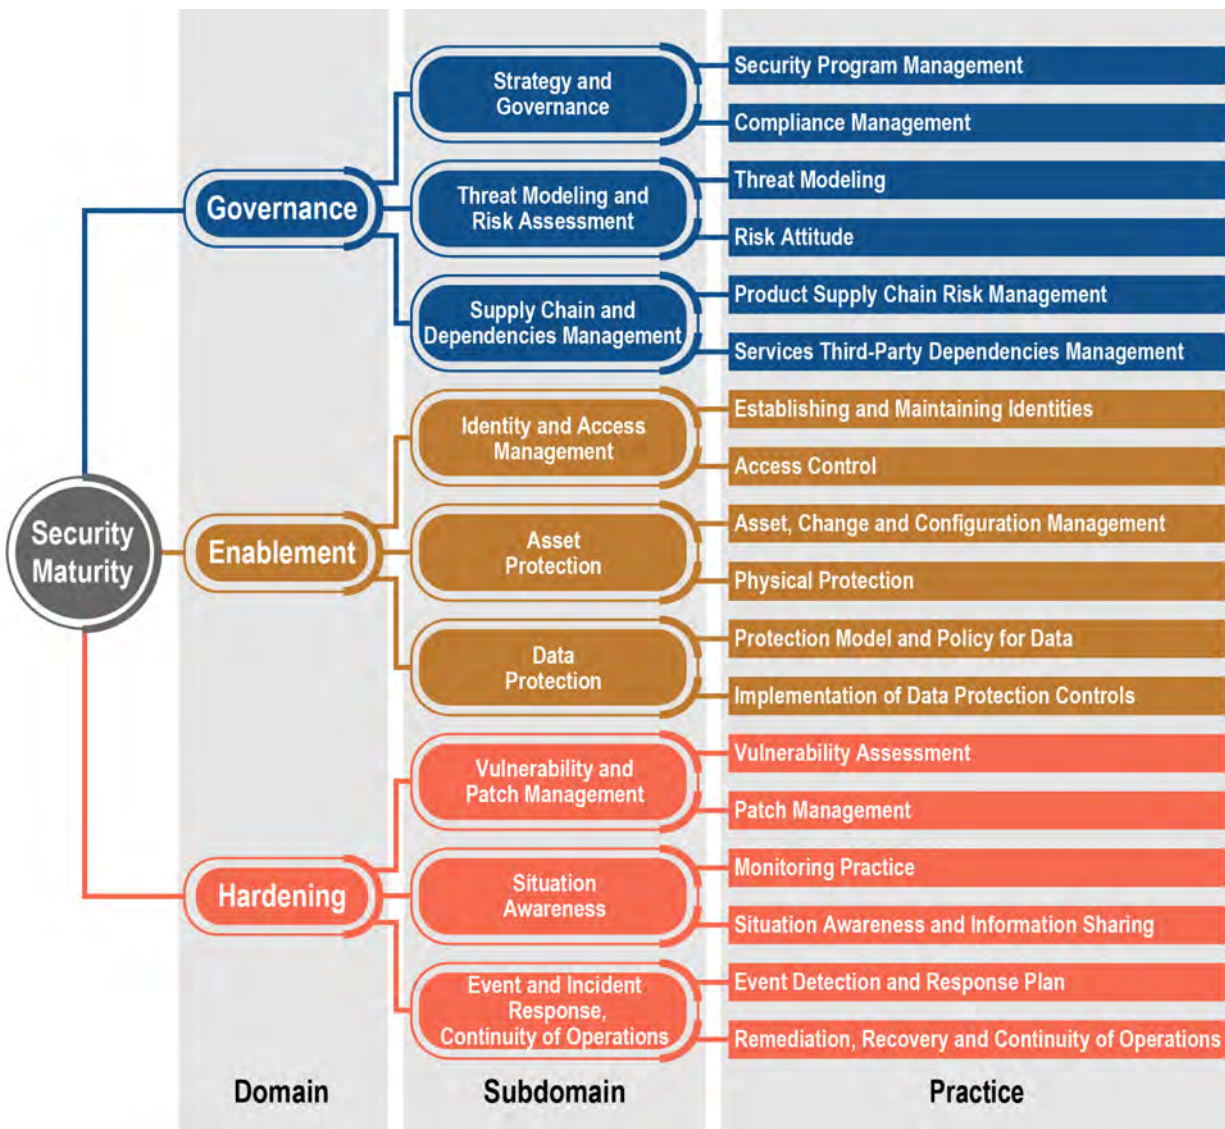 Security
Maturity
Governance
Strategy and
Governance
Security Program Management
Compliance Management
Threat Modeling and
Risk Assessment
Threat Modeling
Risk Attitude
Supply Chain and
Dependencies Management
Product Supply Chain Risk Management
Services Third-Party Dependencies Management
Enablement
Identity and Access
Management
Establishing and Maintaining Identities
Access Control
Asset
Protection
Asset, Change and Configuration Management
Physical Protection
Data
Protection
Protection Model and Policy for Data
Implementation of Data Protection Controls
Hardening
Vulnerability and
Patch Management
Vulnerability Assessment
Patch Management
Situation
Awareness
Monitoring Practice
Situation Awareness and Information Sharing
Event and Incident
Response,
Continuity of Operations
Event Detection and Response Plan
Remediation, Recovery and Continuity of Operations
Domain
Subdomain
Practice